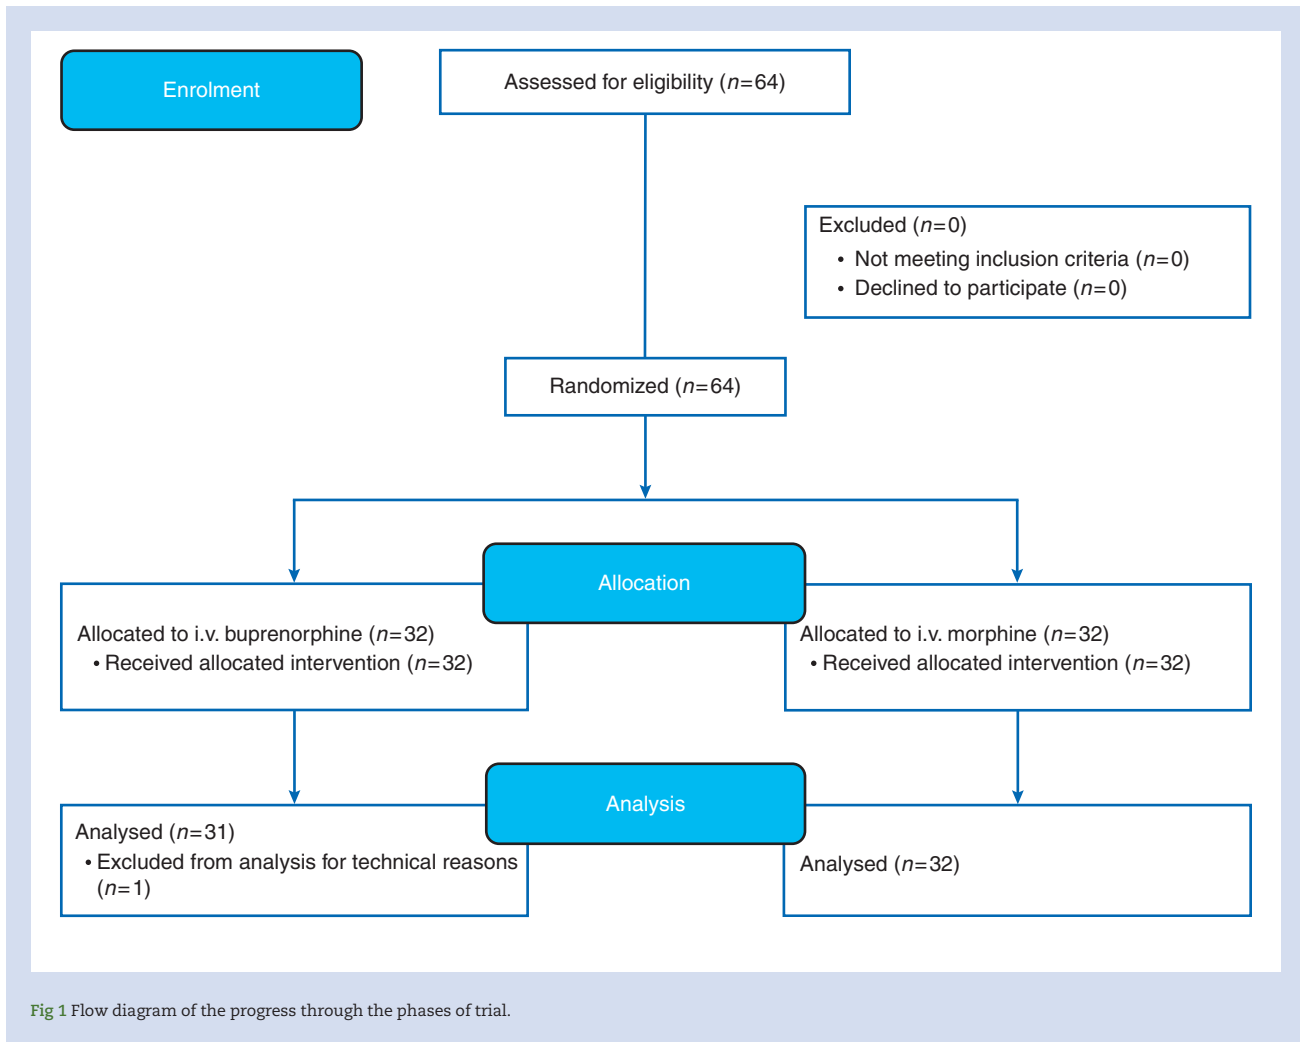 Enrolment
Assessed for eligibility (n=64)
Excluded (n=0)
• Not meeting inclusion criteria (n=0)
• Declined to participate (n=0)
Randomized (n=64)
Allocation
Allocated to i.v. buprenorphine (n=32)
• Received allocated intervention (n=32)
Allocated to i.v. morphine (n=32)
• Received allocated intervention (n=32)
Analysis
Analysed (n=31)
• Excluded from analysis for technical reasons
(n=1)
Analysed (n=32)
Fig 1 Flow diagram of the progress through the phases of trial.